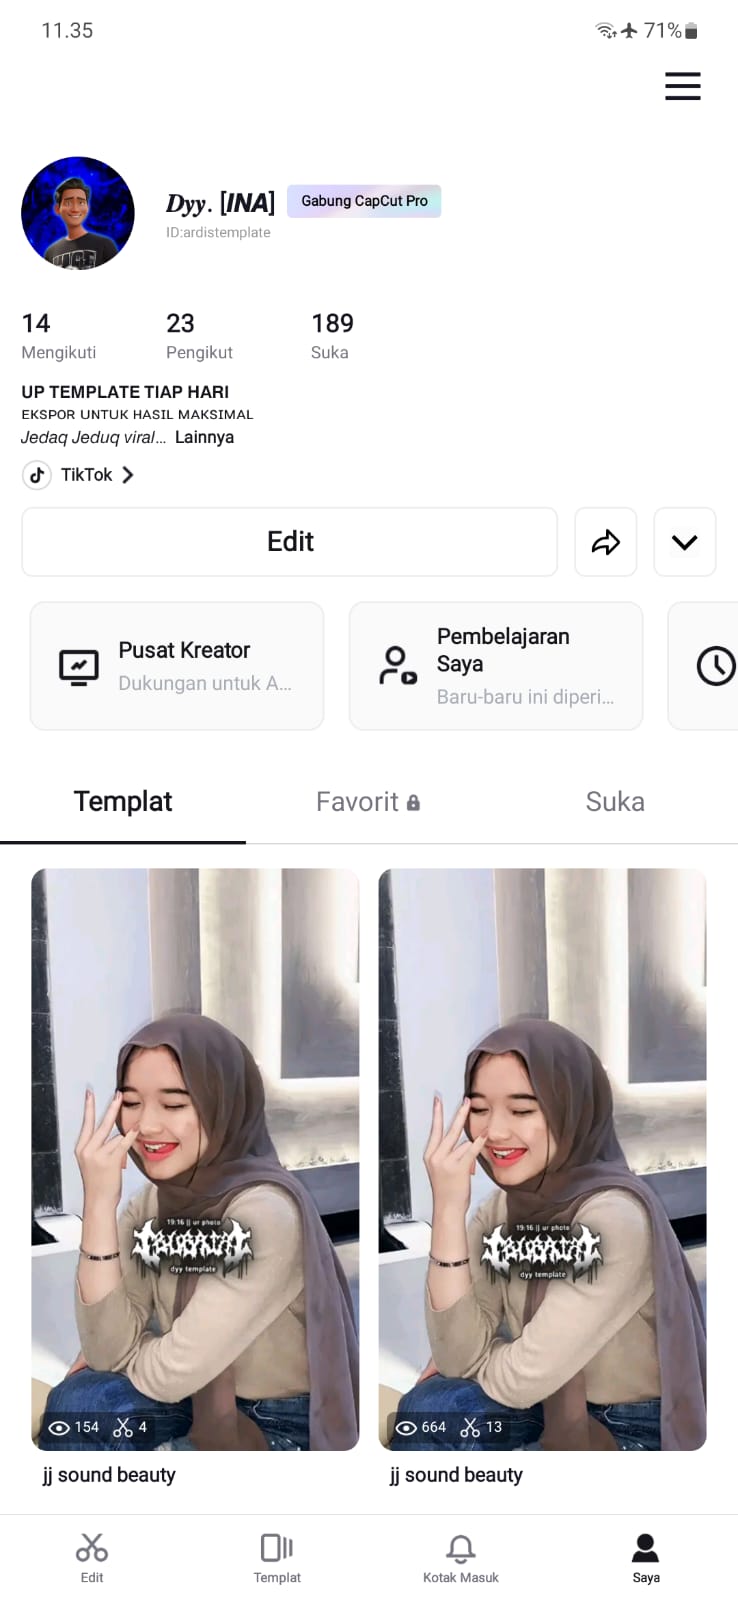 11.35
71%
Dyy. [INA]
Gabung CapCut Pro
ID:ardistemplate
14
23
189
Mengikuti
Pengikut
Suka
UP TEMPLATE TIAP HARI
EKSPOR UNTUK HASIL MAKSIMAL
Jedaq Jeduq viral... Lainnya
TikTok
Edit
Pusat Kreator
Dukungan untuk A...
Pembelajaran
Saya
Baru-baru ini diperi...
Templat
Favorit
Suka
19:16 || ur photo
dyy template
154
4
jj sound beauty
19:16 || ur photo
dyy template
664
13
jj sound beauty
Edit
Templat
Kotak Masuk
Saya